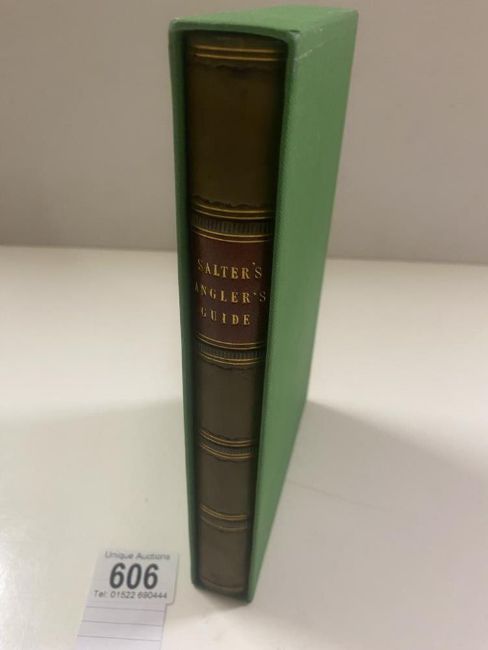 SALTER'S
ANGLER'S
GUIDE
Unique Auctions
606
Tel: 01522 690444